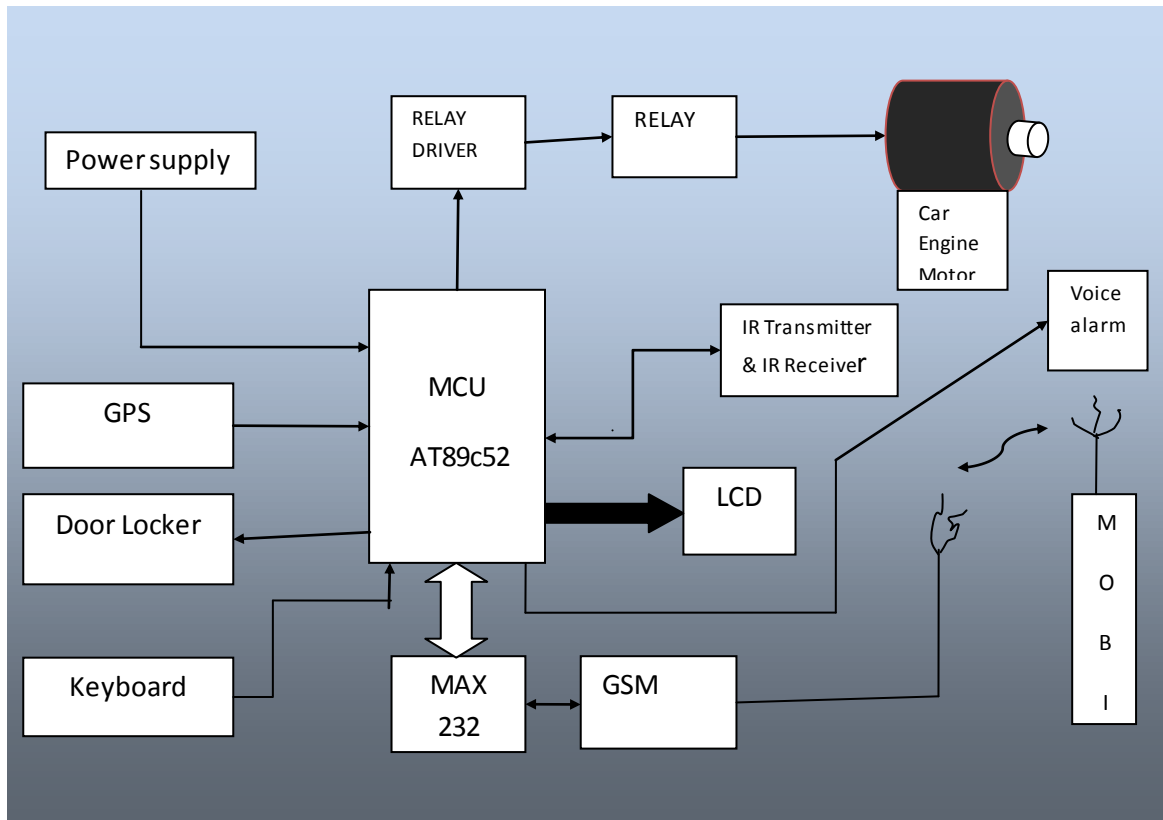 RELAY
DRIVER
RELAY
Power supply
Car
Engine
Motor
Voice
alarm
IR Transmitter
& IR Receiver
MCU
AT89c52
GPS
LCD
Door Locker
M
O
B
I
Keyboard
MAX
232
GSM